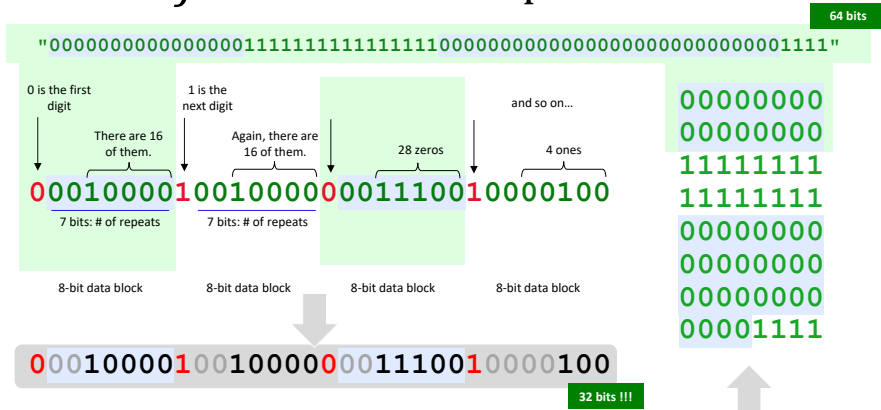 64 bits
"0000000000000000111111111111111100000000000000000000000000001111"
0 is the first
digit
1 is the
next digit
and so on...
There are 16
of them.
Again, there are
16 of them.
28 zeros
4 ones
00010000100100000001110010000100
7 bits: # of repeats
7 bits: # of repeats
8-bit data block
8-bit data block
8-bit data block
8-bit data block
00010000100100000001110010000100
32 bits !!!
00000000
00000000
11111111
11111111
00000000
00000000
00000000
00001111